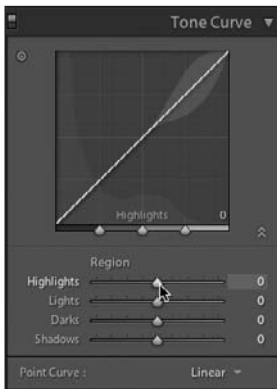 Tone Curve
Highlights 0
Region
Highlights 0
Lights 0
Darks 0
Shadows 0
Point Curve : Linear